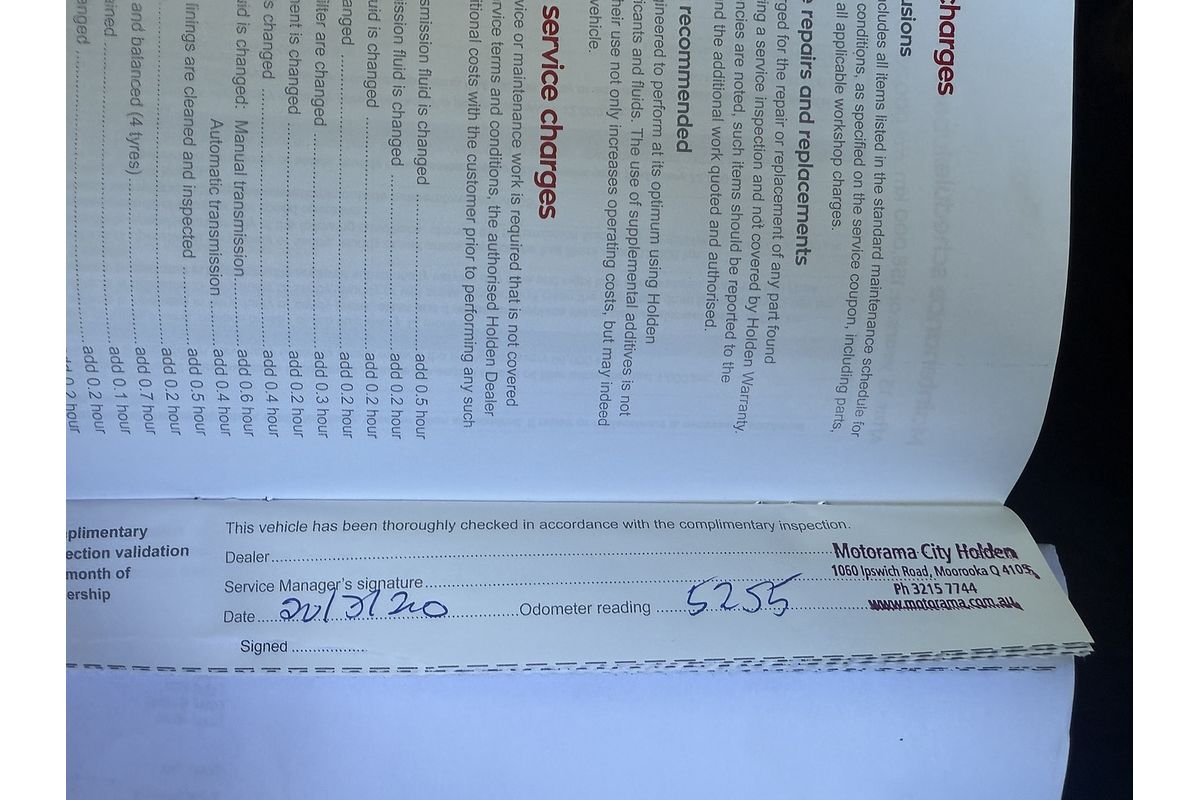 charges
usions
ncludes all items listed in the standard maintenance schedule for
conditions, as specified on the service coupon, including parts,
all applicable workshop charges.
e repairs and replacements
rged for the repair or replacement of any part found
ing a service inspection and not covered by Holden Warranty.
ncies are noted, such items should be reported to the
nd the additional work quoted and authorised.
recommended
gineered to perform at its optimum using Holden
icants and fluids. The use of supplemental additives is not
heir use not only increases operating costs, but may indeed
vehicle.
service charges
vice or maintenance work is required that is not covered
rvice terms and conditions, the authorised Holden Dealer
itional costs with the customer prior to performing any such
smission fluid is changed ........ add 0.5 hour
ission fluid is changed ........ add 0.2 hour
uid is changed ........ add 0.2 hour
anged ........ add 0.2 hour
ilter are changed ........ add 0.3 hour
nent is changed ........ add 0.2 hour
s changed ........ add 0.4 hour
uid is changed: Manual transmission ........ add 0.6 hour
Automatic transmission ........ add 0.4 hour
linings are cleaned and inspected ........ add 0.5 hour
........ add 0.2 hour
and balanced (4 tyres) ........ add 0.7 hour
ained ........ add 0.1 hour
enged ........ add 0.2 hour
0.2 hour
plimentary
ection validation
month of
ership
This vehicle has been thoroughly checked in accordance with the complimentary inspection.
Dealer ........ Motorama City Holden
1060 Ipswich Road, Moorooka Q 4105
Service Manager's signature ........
Ph 3215 7744
Date 20/3/20 Odometer reading 5255
www.motorama.com.au
Signed ........